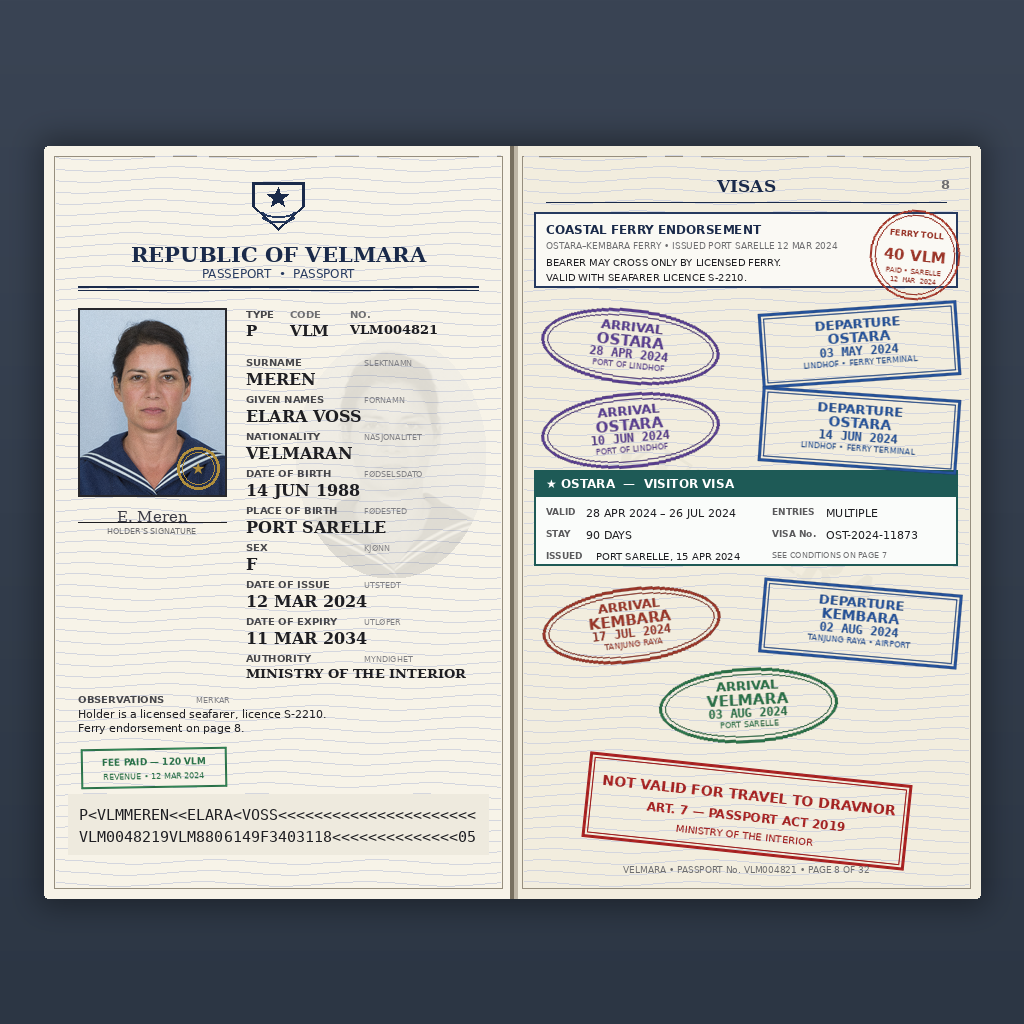 REPUBLIC OF VELMARA
PASSEPORT • PASSPORT
TYPE CODE NO.
P VLM VLM004821
SURNAME SLEKTNAMN
MEREN
GIVEN NAMES FORNAMN
ELARA VOSS
NATIONALITY NASJONALITET
VELMARAN
DATE OF BIRTH FØDSELSDATO
14 JUN 1988
PLACE OF BIRTH FØDESTED
PORT SARELLE
SEX KJØNN
F
DATE OF ISSUE UTSTEDT
12 MAR 2024
DATE OF EXPIRY UTLØPER
11 MAR 2034
AUTHORITY MYNDIGHET
MINISTRY OF THE INTERIOR
E. Meren
HOLDER'S SIGNATURE
OBSERVATIONS MERKAR
Holder is a licensed seafarer, licence S-2210.
Ferry endorsement on page 8.
FEE PAID — 120 VLM
REVENUE • 12 MAR 2024
P<VLMMEREN<<ELARA<VOSS<<<<<<<<<<<<<<<<<<<<<<
VLM0048219VLM8806149F3403118<<<<<<<<<<<<<<05
VISAS
8
COASTAL FERRY ENDORSEMENT
OSTARA–KEMBARA FERRY • ISSUED PORT SARELLE 12 MAR 2024
BEARER MAY CROSS ONLY BY LICENSED FERRY.
VALID WITH SEAFARER LICENCE S-2210.
FERRY TOLL
40 VLM
PAID • SARELLE
12 MAR 2024
ARRIVAL
OSTARA
28 APR 2024
PORT OF LINDHOF
DEPARTURE
OSTARA
03 MAY 2024
LINDHOF • FERRY TERMINAL
ARRIVAL
OSTARA
10 JUN 2024
PORT OF LINDHOF
DEPARTURE
OSTARA
14 JUN 2024
LINDHOF • FERRY TERMINAL
★ OSTARA — VISITOR VISA
VALID 28 APR 2024 – 26 JUL 2024 ENTRIES MULTIPLE
STAY 90 DAYS VISA No. OST-2024-11873
ISSUED PORT SARELLE, 15 APR 2024 SEE CONDITIONS ON PAGE 7
ARRIVAL
KEMBARA
17 JUL 2024
TANJUNG RAYA
DEPARTURE
KEMBARA
02 AUG 2024
TANJUNG RAYA • AIRPORT
ARRIVAL
VELMARA
03 AUG 2024
PORT SARELLE
NOT VALID FOR TRAVEL TO DRAVNOR
ART. 7 — PASSPORT ACT 2019
MINISTRY OF THE INTERIOR
VELMARA • PASSPORT No. VLM004821 • PAGE 8 OF 32